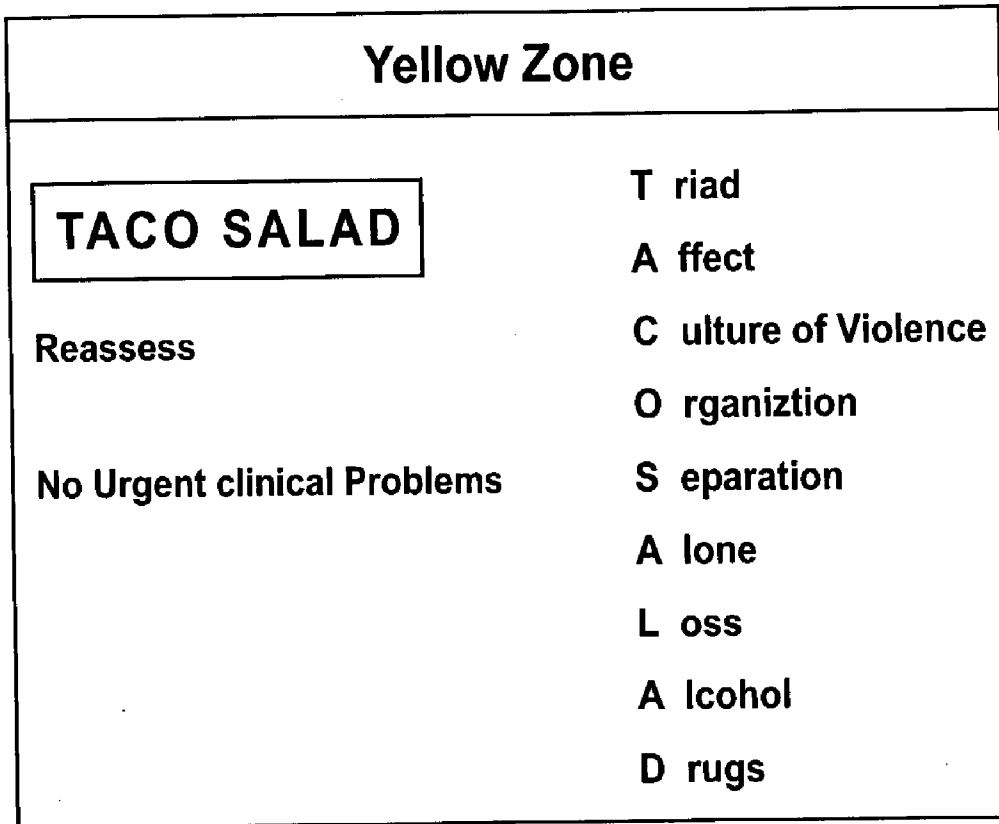 Yellow Zone
TACO SALAD
Reassess
No Urgent clinical Problems
T riad
A ffect
C ulture of Violence
O rganiztion
S eparation
A lone
L oss
A lcohol
D rugs